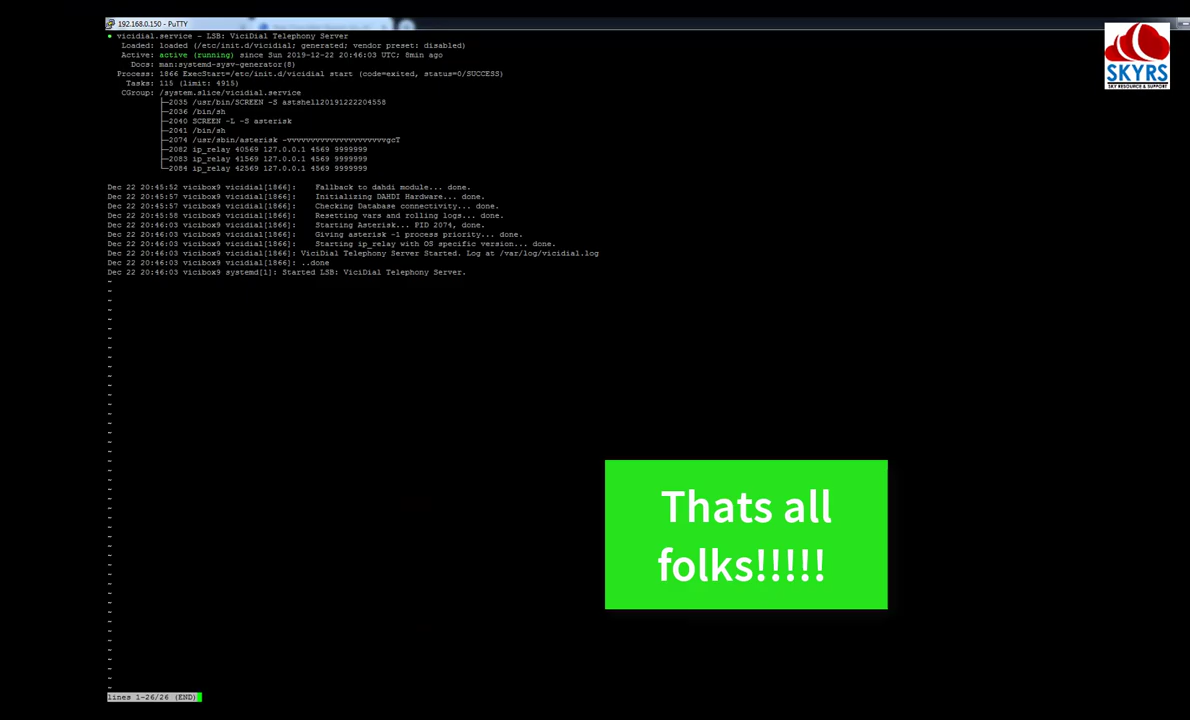 192.168.0.150 - PuTTY
● vicidial.service - LSB: ViciDial Telephony Server
Loaded: loaded (/etc/init.d/vicidial; generated; vendor preset: disabled)
Active: active (running) since Sun 2019-12-22 20:46:03 UTC; 8min ago
Docs: man:systemd-sysv-generator(8)
Process: 1866 ExecStart=/etc/init.d/vicidial start (code=exited, status=0/SUCCESS)
Tasks: 115 (limit: 4915)
CGroup: /system.slice/vicidial.service
├─2035 /usr/bin/SCREEN -S astshell20191222204558
├─2036 /bin/sh
├─2040 SCREEN -L -S asterisk
├─2041 /bin/sh
├─2074 /usr/sbin/asterisk -vvvvvvvvvvvvvvvvvvvvvgcT
├─2082 ip_relay 40569 127.0.0.1 4569 9999999
├─2083 ip_relay 41569 127.0.0.1 4569 9999999
└─2084 ip_relay 42569 127.0.0.1 4569 9999999
Dec 22 20:45:52 vicibox9 vicidial[1866]: Fallback to dahdi module... done.
Dec 22 20:45:57 vicibox9 vicidial[1866]: Initializing DAHDI Hardware... done.
Dec 22 20:45:57 vicibox9 vicidial[1866]: Checking Database connectivity... done.
Dec 22 20:45:58 vicibox9 vicidial[1866]: Resetting vars and rolling logs... done.
Dec 22 20:46:03 vicibox9 vicidial[1866]: Starting Asterisk... PID 2074, done.
Dec 22 20:46:03 vicibox9 vicidial[1866]: Giving asterisk -1 process priority... done.
Dec 22 20:46:03 vicibox9 vicidial[1866]: Starting ip_relay with OS specific version... done.
Dec 22 20:46:03 vicibox9 vicidial[1866]: ViciDial Telephony Server Started. Log at /var/log/vicidial.log
Dec 22 20:46:03 vicibox9 vicidial[1866]: ..done
Dec 22 20:46:03 vicibox9 systemd[1]: Started LSB: ViciDial Telephony Server.
lines 1-26/26 (END)
Thats all
folks!!!!!
SKYRS
SKY RESOURCE & SUPPORT